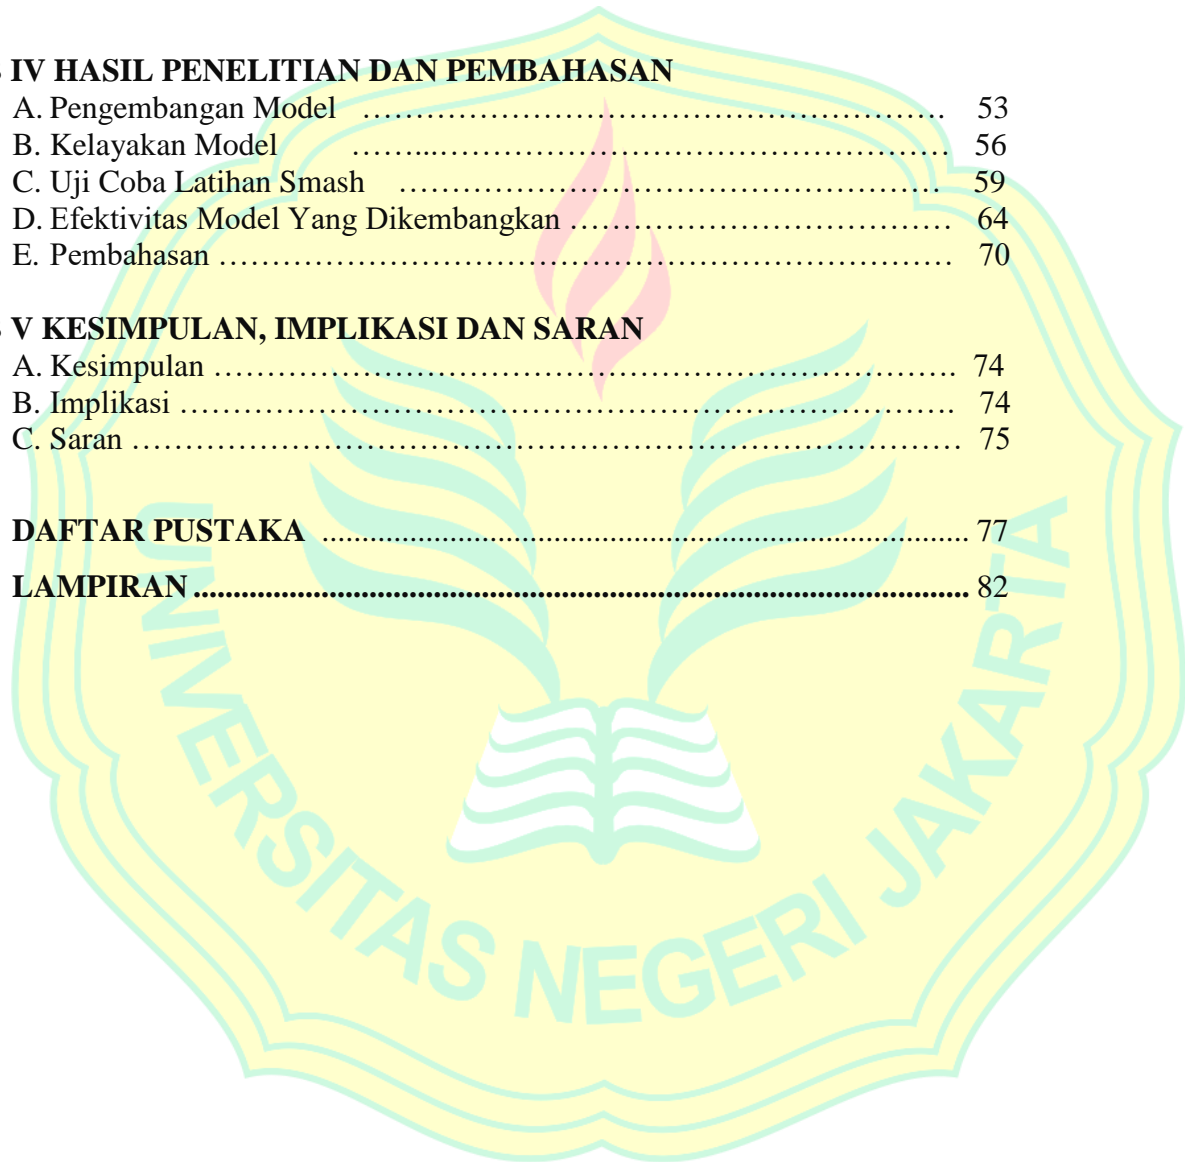 IV HASIL PENELITIAN DAN PEMBAHASAN
A. Pengembangan Model ………………………………………………………. 53
B. Kelayakan Model ……...……………………………………………… 56
C. Uji Coba Latihan Smash …………………………………………………… 59
D. Efektivitas Model Yang Dikembangkan …………………………………… 64
E. Pembahasan ……………………………………………………………………… 70
V KESIMPULAN, IMPLIKASI DAN SARAN
A. Kesimpulan ………………………………………………………………………. 74
B. Implikasi …………………………………………………………………………. 74
C. Saran ……………………………………………………………………………… 75
DAFTAR PUSTAKA .................................................................................. 77
LAMPIRAN .................................................................................................. 82
UNIVERSITAS NEGERI JAKARTA